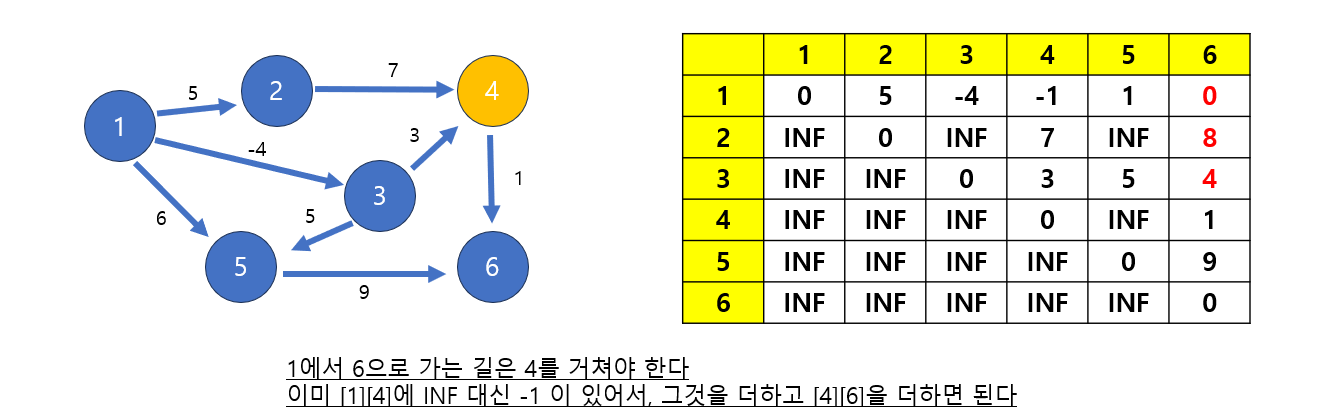 1 2 3 4 5 6
1 0 5 -4 -1 1 0
2 INF 0 INF 7 INF 8
3 INF INF 0 3 5 4
4 INF INF INF 0 INF 1
5 INF INF INF INF 0 9
6 INF INF INF INF INF 0
1
2
4
3
5
6
5
7
-4
3
1
6
5
9
1에서 6으로 가는 길은 4를 거쳐야 한다
이미 [1][4]에 INF 대신 -1 이 있어서, 그것을 더하고 [4][6]을 더하면 된다